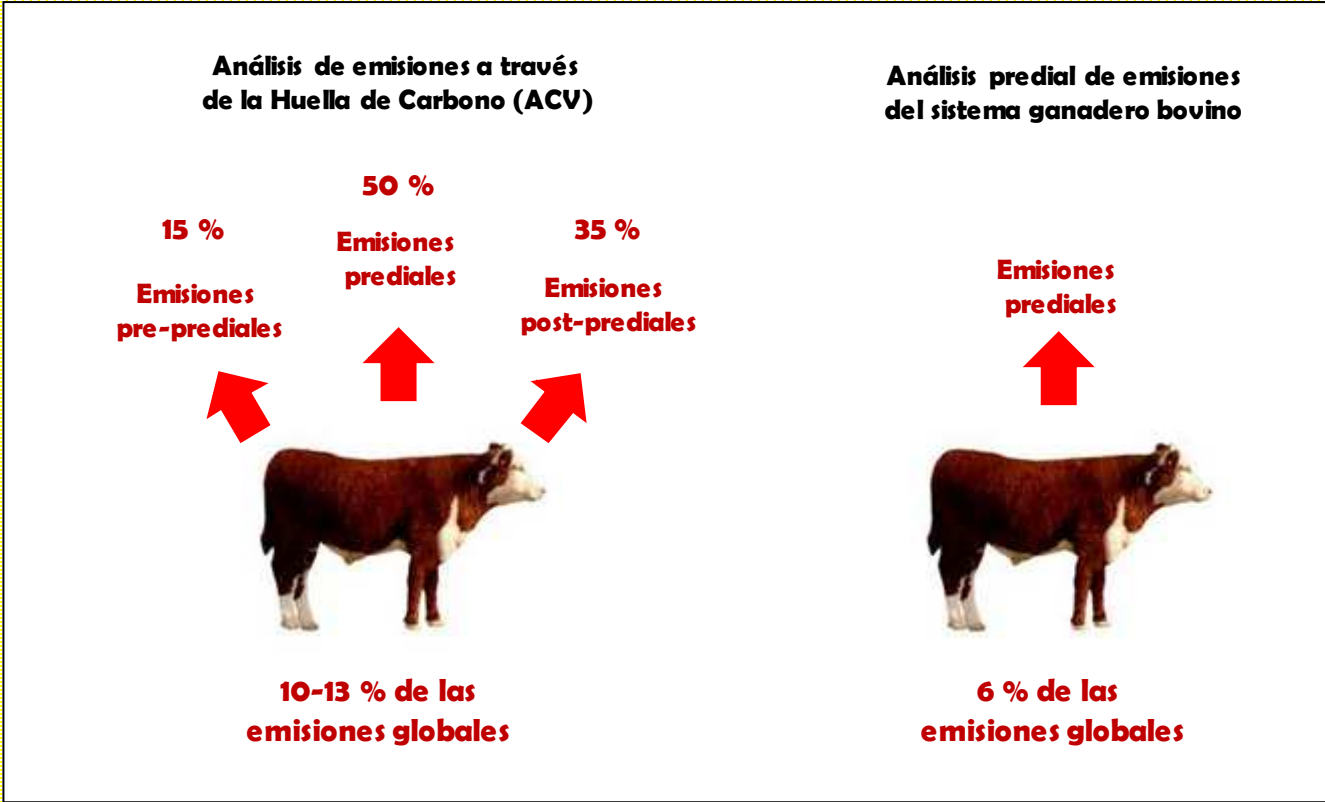 Análisis de emisiones a través
de la Huella de Carbono (ACV)
15 %
Emisiones
pre-prediales
50 %
Emisiones
prediales
35 %
Emisiones
post-prediales
10-13 % de las
emisiones globales
Análisis predial de emisiones
del sistema ganadero bovino
Emisiones
prediales
6 % de las
emisiones globales